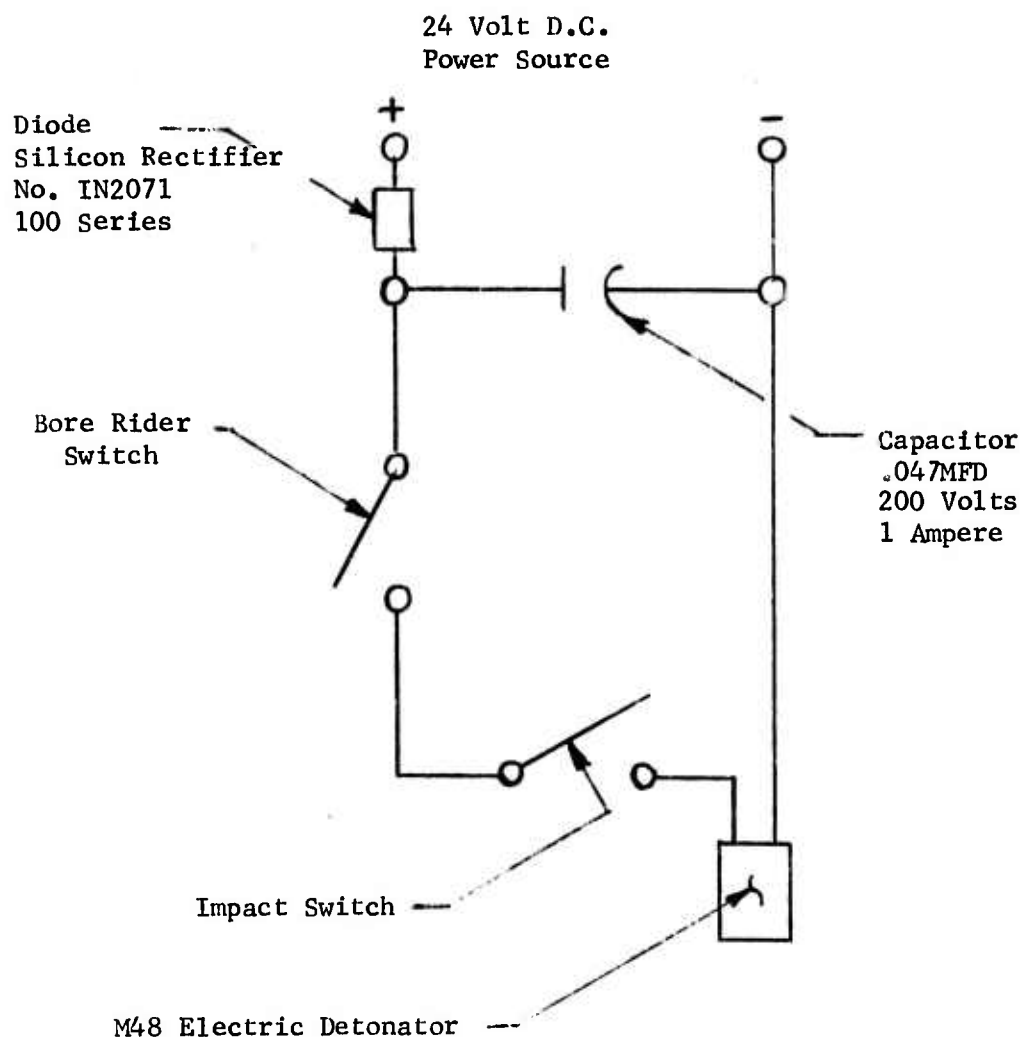 24 Volt D.C.
Power Source
+
-
Diode
Silicon Rectifier
No. IN2071
100 Series
Bore Rider
Switch
Capacitor
.047MFD
200 Volts
1 Ampere
Impact Switch
M48 Electric Detonator